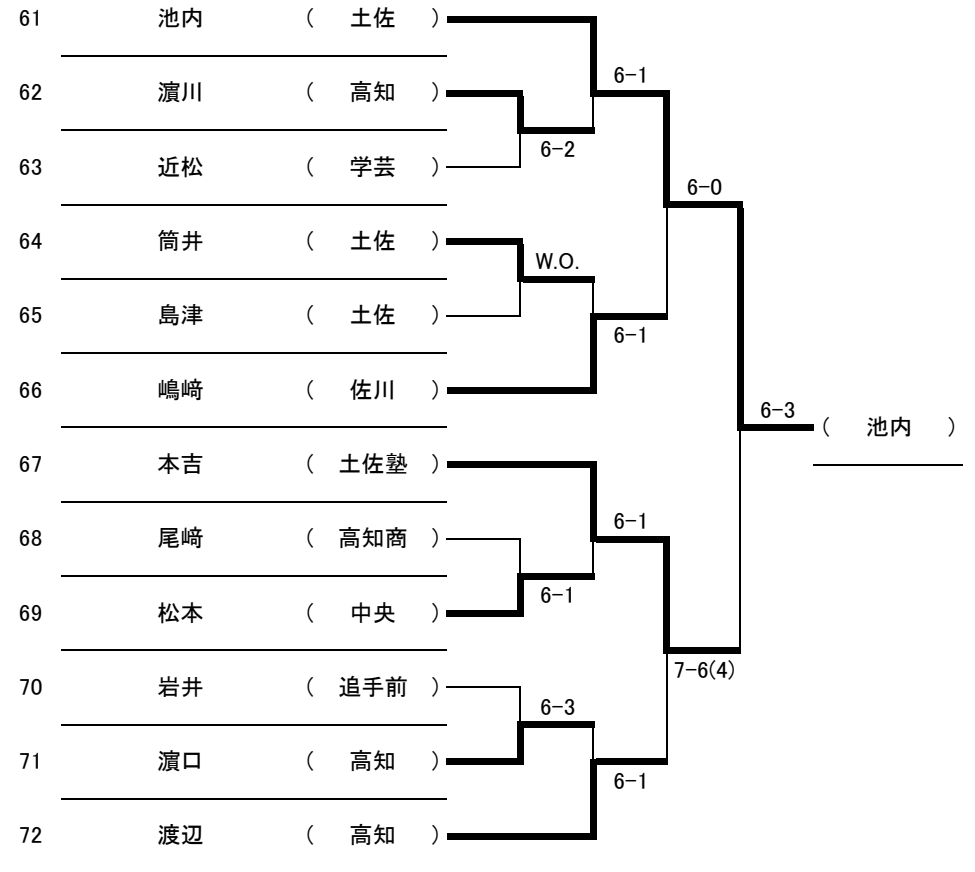 61 池内 ( 土佐 )
6-1
62 濵川 ( 高知 )
6-2
63 近松 ( 学芸 )
6-0
64 筒井 ( 土佐 )
W.O.
65 島津 ( 土佐 )
6-1
66 嶋﨑 ( 佐川 )
6-3 ( 池内 )
67 本吉 ( 土佐塾 )
6-1
68 尾﨑 ( 高知商 )
6-1
69 松本 ( 中央 )
7-6(4)
70 岩井 ( 追手前 )
6-3
71 濵口 ( 高知 )
6-1
72 渡辺 ( 高知 )